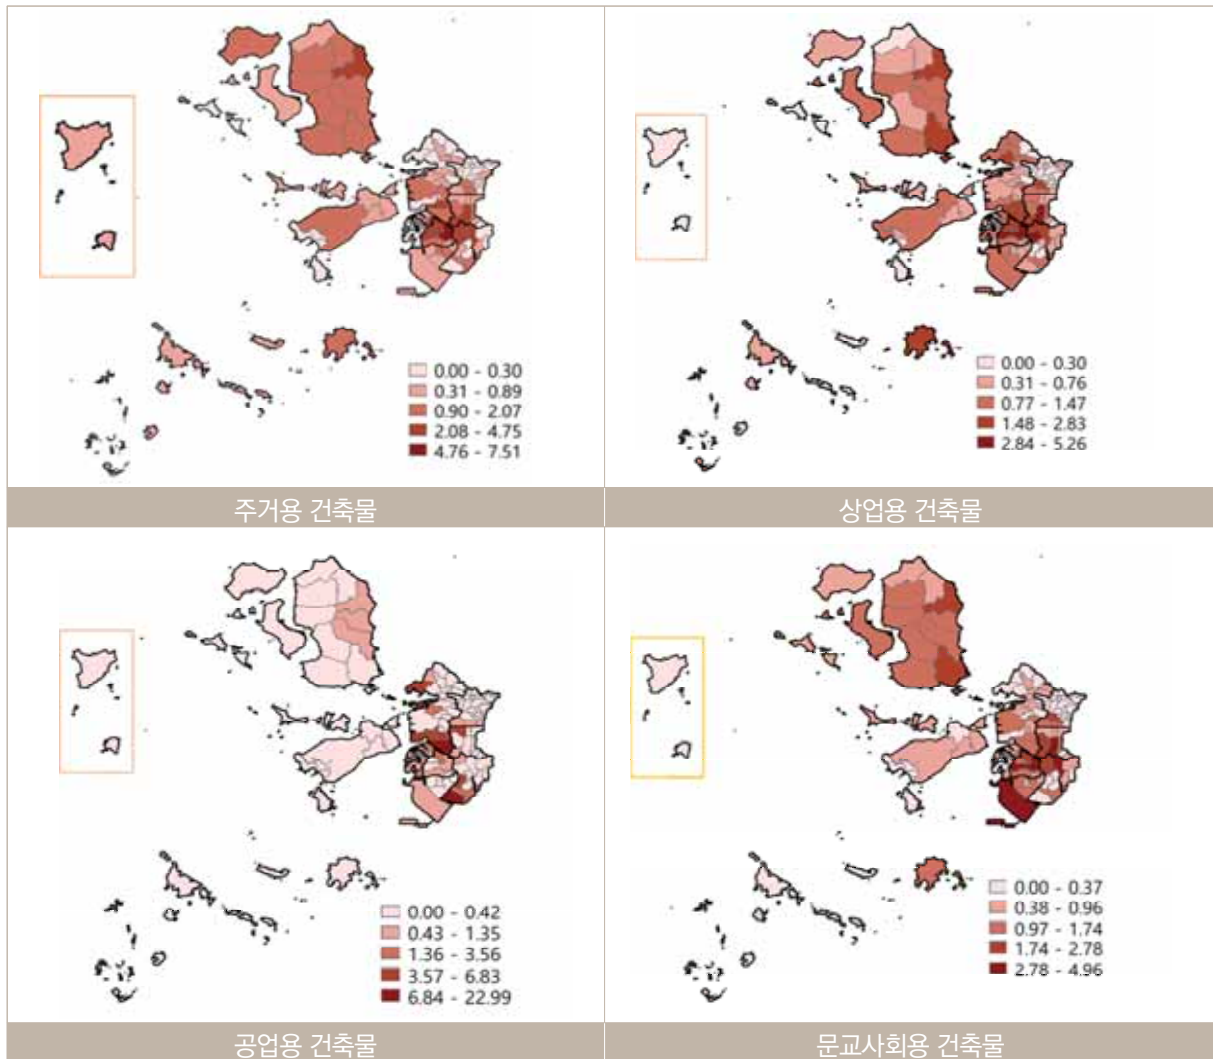 0.00 - 0.30
0.31 - 0.89
0.90 - 2.07
2.08 - 4.75
4.76 - 7.51
주거용 건축물
0.00 - 0.30
0.31 - 0.76
0.77 - 1.47
1.48 - 2.83
2.84 - 5.26
상업용 건축물
0.00 - 0.42
0.43 - 1.35
1.36 - 3.56
3.57 - 6.83
6.84 - 22.99
공업용 건축물
0.00 - 0.37
0.38 - 0.96
0.97 - 1.74
1.74 - 2.78
2.78 - 4.96
문교사회용 건축물